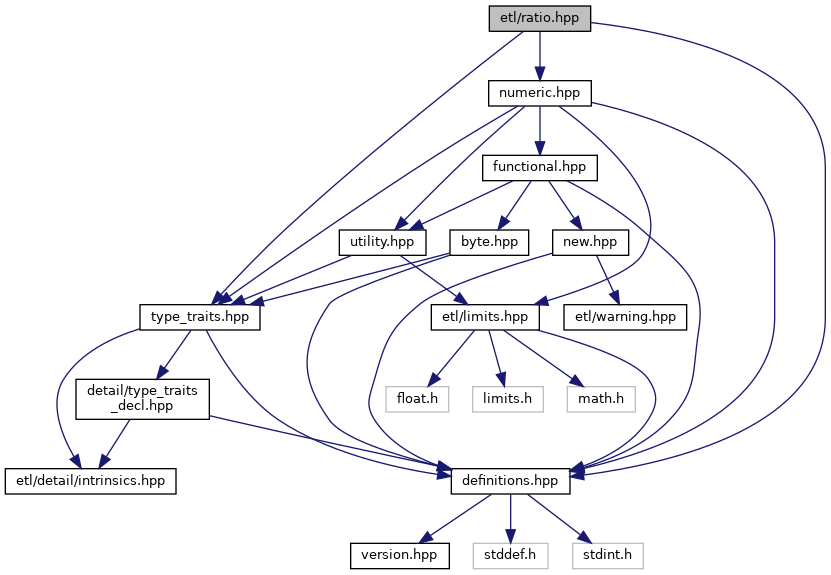 etl/ratio.hpp
numeric.hpp
functional.hpp
utility.hpp
byte.hpp
new.hpp
type_traits.hpp
etl/limits.hpp
etl/warning.hpp
detail/type_traits
_decl.hpp
float.h
limits.h
math.h
etl/detail/intrinsics.hpp
definitions.hpp
version.hpp
stddef.h
stdint.h